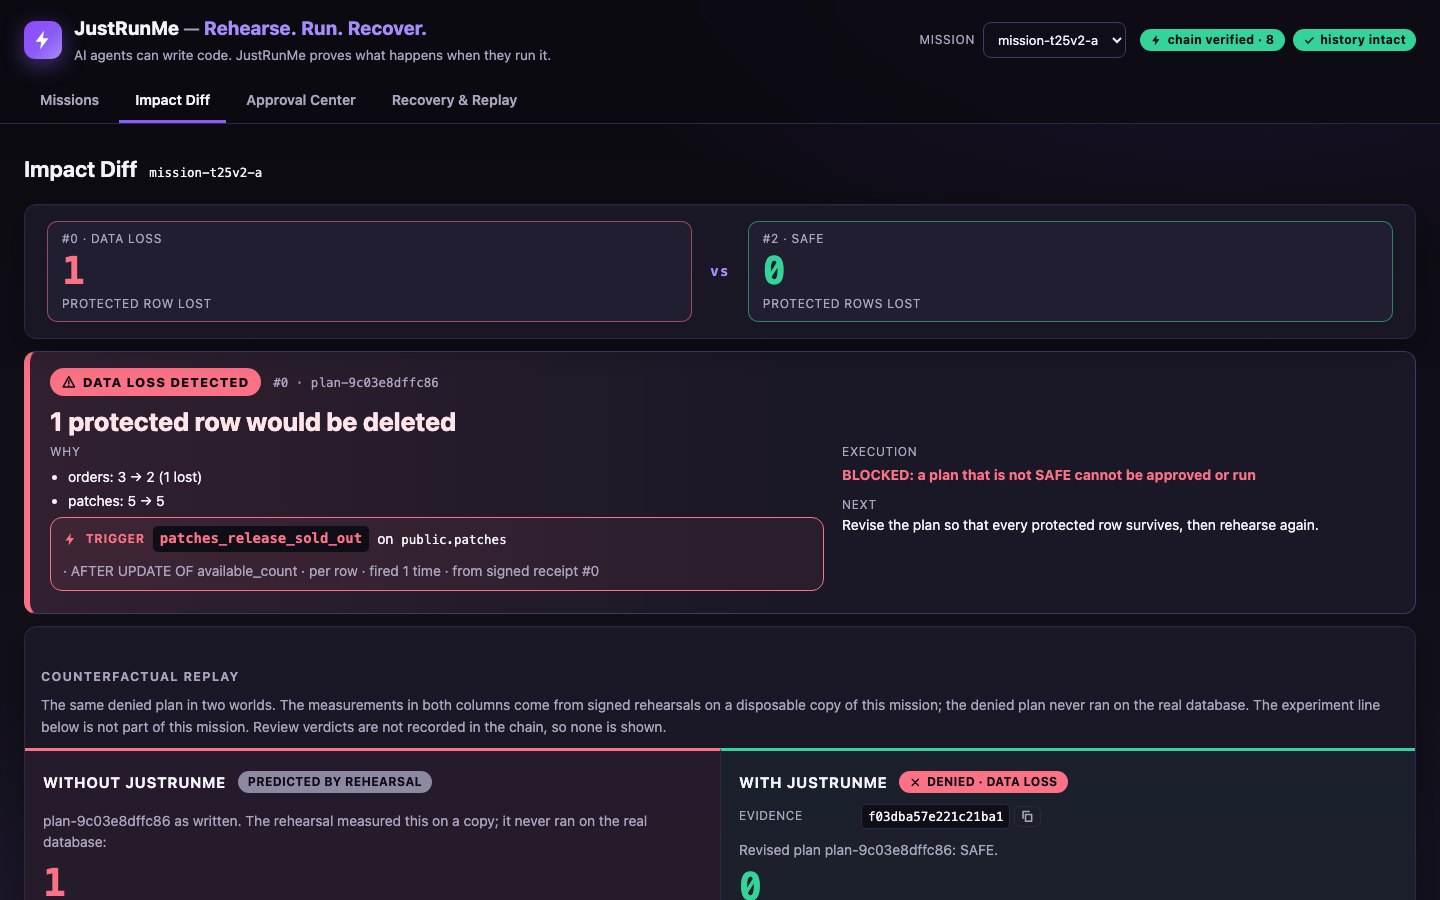 JustRunMe — Rehearse. Run. Recover.
AI agents can write code. JustRunMe proves what happens when they run it.
MISSION
mission-t25v2-a
chain verified · 8
history intact
Missions
Impact Diff
Approval Center
Recovery & Replay
Impact Diff mission-t25v2-a
#0 · DATA LOSS
1
PROTECTED ROW LOST
vs
#2 · SAFE
0
PROTECTED ROWS LOST
DATA LOSS DETECTED #0 · plan-9c03e8dffc86
1 protected row would be deleted
WHY
• orders: 3 → 2 (1 lost)
• patches: 5 → 5
TRIGGER patches_release_sold_out on public.patches
· AFTER UPDATE OF available_count · per row · fired 1 time · from signed receipt #0
EXECUTION
BLOCKED: a plan that is not SAFE cannot be approved or run
NEXT
Revise the plan so that every protected row survives, then rehearse again.
COUNTERFACTUAL REPLAY
The same denied plan in two worlds. The measurements in both columns come from signed rehearsals on a disposable copy of this mission; the denied plan never ran on the real database. The experiment line
below is not part of this mission. Review verdicts are not recorded in the chain, so none is shown.
WITHOUT JUSTRUNME PREDICTED BY REHEARSAL
plan-9c03e8dffc86 as written. The rehearsal measured this on a copy; it never ran on the real
database:
1
WITH JUSTRUNME DENIED · DATA LOSS
EVIDENCE f03dba57e221c21ba1
Revised plan plan-9c03e8dffc86: SAFE.
0